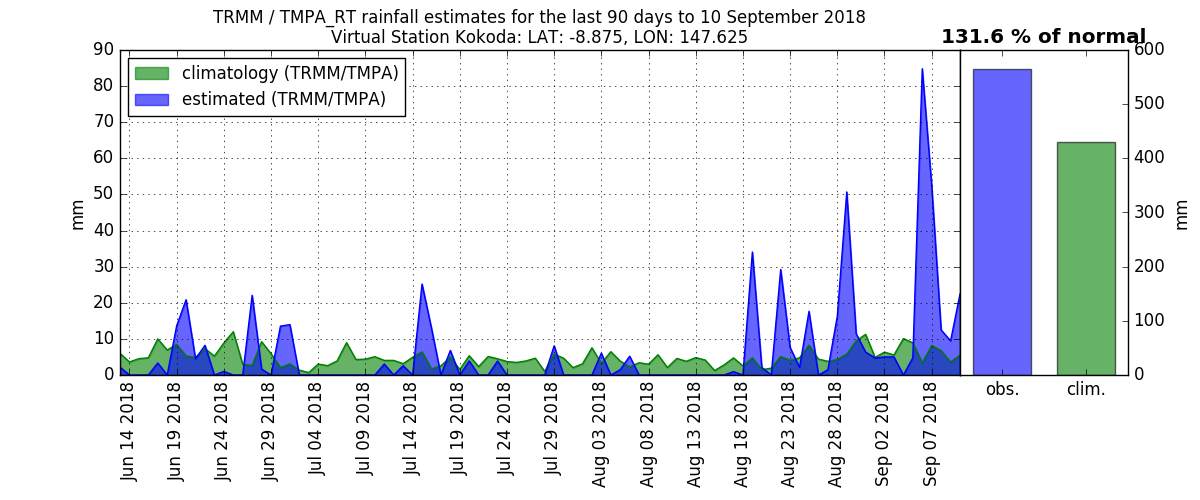 TRMM / TMPA_RT rainfall estimates for the last 90 days to 10 September 2018
Virtual Station Kokoda: LAT: -8.875, LON: 147.625
131.6 % of normal
climatology (TRMM/TMPA)
estimated (TRMM/TMPA)
mm
90
80
70
60
50
40
30
20
10
0
Jun 14 2018
Jun 19 2018
Jun 24 2018
Jun 29 2018
Jul 04 2018
Jul 09 2018
Jul 14 2018
Jul 19 2018
Jul 24 2018
Jul 29 2018
Aug 03 2018
Aug 08 2018
Aug 13 2018
Aug 18 2018
Aug 23 2018
Aug 28 2018
Sep 02 2018
Sep 07 2018
600
500
400
300
200
100
0
mm
obs.
clim.